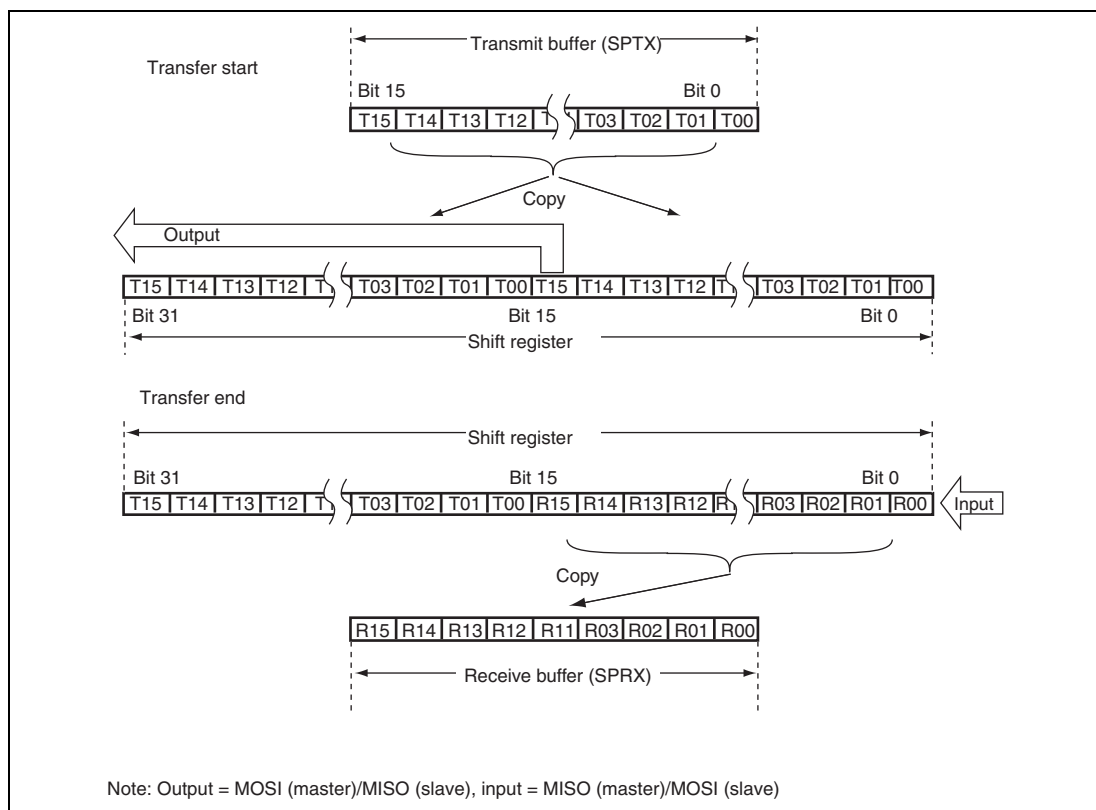 Transmit buffer (SPTX)
Transfer start
Bit 15 Bit 0
T15 T14 T13 T12 T03 T02 T01 T00
Copy
Output
T15 T14 T13 T12 T03 T02 T01 T00 T15 T14 T13 T12 T03 T02 T01 T00
Bit 31 Bit 15 Bit 0
Shift register
Transfer end
Shift register
Bit 31 Bit 15 Bit 0
T15 T14 T13 T12 T03 T02 T01 T00 R15 R14 R13 R12 R03 R02 R01 R00
Input
Copy
R15 R14 R13 R12 R11 R03 R02 R01 R00
Receive buffer (SPRX)
Note: Output = MOSI (master)/MISO (slave), input = MISO (master)/MOSI (slave)